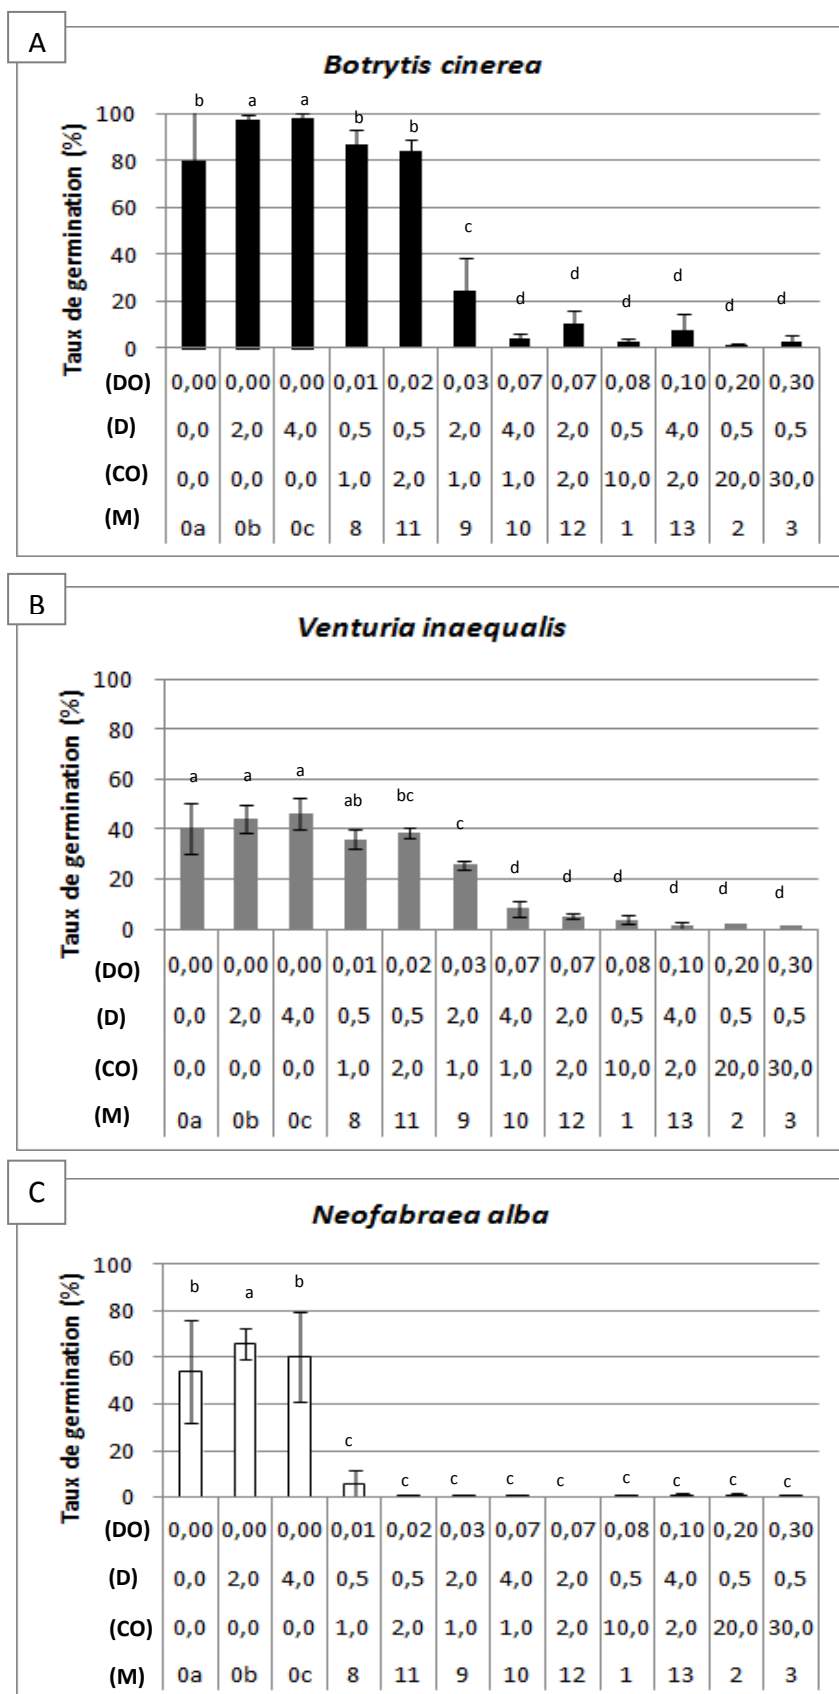 A
Botrytis cinerea
Taux de germination (%)
100
80
60
40
20
0
b a a b b c d d d d d d
(DO) 0,00 0,00 0,00 0,01 0,02 0,03 0,07 0,07 0,08 0,10 0,20 0,30
(D) 0,0 2,0 4,0 0,5 0,5 2,0 4,0 2,0 0,5 4,0 0,5 0,5
(CO) 0,0 0,0 0,0 1,0 2,0 1,0 1,0 2,0 10,0 2,0 20,0 30,0
(M) 0a 0b 0c 8 11 9 10 12 1 13 2 3
B
Venturia inaequalis
Taux de germination (%)
100
80
60
40
20
0
a a a ab bc c d d d d d d
(DO) 0,00 0,00 0,00 0,01 0,02 0,03 0,07 0,07 0,08 0,10 0,20 0,30
(D) 0,0 2,0 4,0 0,5 0,5 2,0 4,0 2,0 0,5 4,0 0,5 0,5
(CO) 0,0 0,0 0,0 1,0 2,0 1,0 1,0 2,0 10,0 2,0 20,0 30,0
(M) 0a 0b 0c 8 11 9 10 12 1 13 2 3
C
Neofabraea alba
Taux de germination (%)
100
80
60
40
20
0
b a b c c c c c c c c c
(DO) 0,00 0,00 0,00 0,01 0,02 0,03 0,07 0,07 0,08 0,10 0,20 0,30
(D) 0,0 2,0 4,0 0,5 0,5 2,0 4,0 2,0 0,5 4,0 0,5 0,5
(CO) 0,0 0,0 0,0 1,0 2,0 1,0 1,0 2,0 10,0 2,0 20,0 30,0
(M) 0a 0b 0c 8 11 9 10 12 1 13 2 3